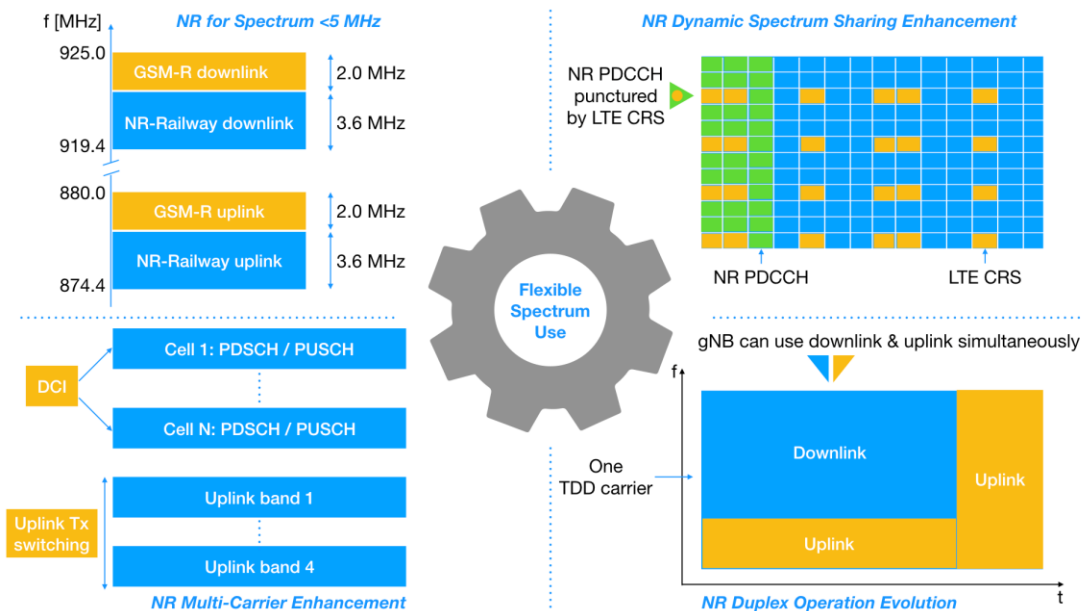 f [MHz]
NR for Spectrum <5 MHz
925.0
GSM-R downlink
2.0 MHz
NR-Railway downlink
3.6 MHz
919.4
880.0
GSM-R uplink
2.0 MHz
NR-Railway uplink
3.6 MHz
874.4
NR Dynamic Spectrum Sharing Enhancement
NR PDCCH
punctured
by LTE CRS
NR PDCCH
LTE CRS
Flexible
Spectrum
Use
DCI
Cell 1: PDSCH / PUSCH
Cell N: PDSCH / PUSCH
Uplink Tx
switching
Uplink band 1
Uplink band 4
NR Multi-Carrier Enhancement
gNB can use downlink & uplink simultaneously
f
One
TDD carrier
Downlink
Uplink
Uplink
t
NR Duplex Operation Evolution